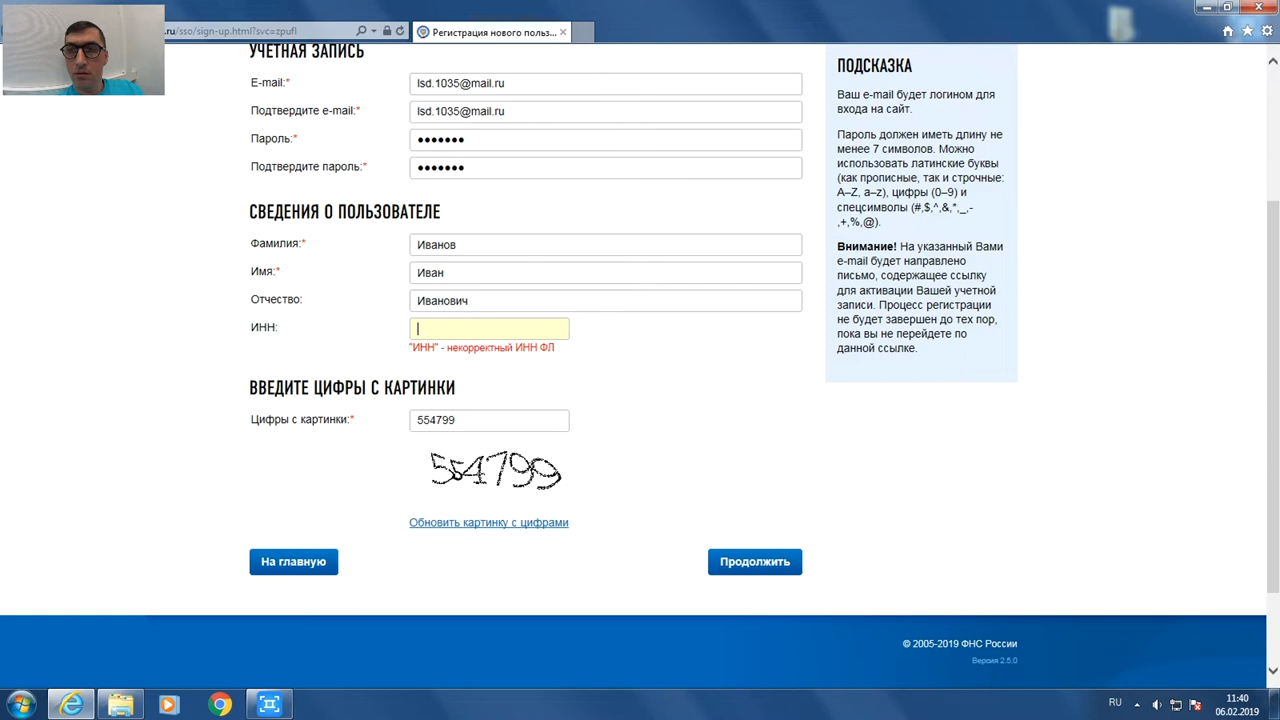 .ru/sso/sign-up.html?svc=zpufl
Регистрация нового польз...
УЧЕТНАЯ ЗАПИСЬ
E-mail:*
lsd.1035@mail.ru
Подтвердите e-mail:*
lsd.1035@mail.ru
Пароль:*
●●●●●●●
Подтвердите пароль:*
●●●●●●●
СВЕДЕНИЯ О ПОЛЬЗОВАТЕЛЕ
Фамилия:*
Иванов
Имя:*
Иван
Отчество:
Иванович
ИНН:
"ИНН" - некорректный ИНН ФЛ
ВВЕДИТЕ ЦИФРЫ С КАРТИНКИ
Цифры с картинки:*
554799
554799
Обновить картинку с цифрами
На главную
Продолжить
ПОДСКАЗКА
Ваш e-mail будет логином для
входа на сайт.
Пароль должен иметь длину не
менее 7 символов. Можно
использовать латинские буквы
(как прописные, так и строчные:
A–Z, a–z), цифры (0–9) и
спецсимволы (#,$,^,&,*,_,-
,+,%,@).
Внимание! На указанный Вами
e-mail будет направлено
письмо, содержащее ссылку
для активации Вашей учетной
записи. Процесс регистрации
не будет завершен до тех пор,
пока вы не перейдете по
данной ссылке.
© 2005-2019 ФНС России
Версия 2.5.0
RU
11:40
06.02.2019